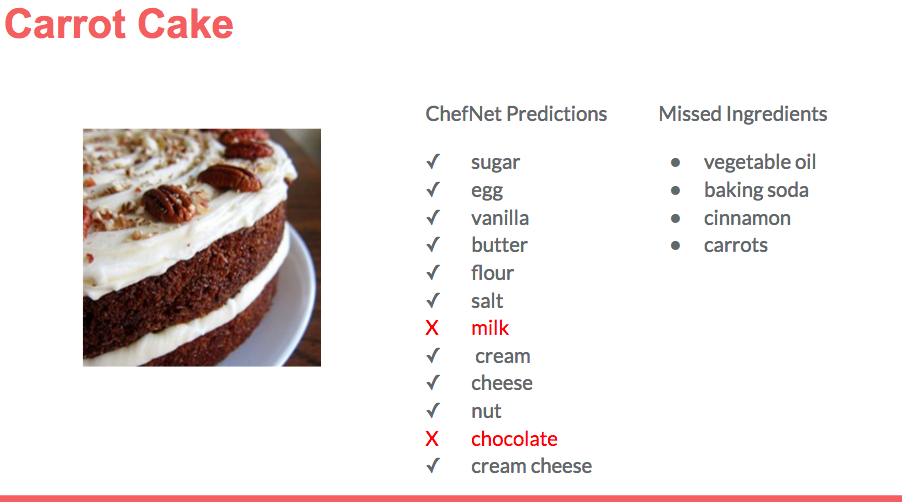 Carrot Cake
ChefNet Predictions
✓ sugar
✓ egg
✓ vanilla
✓ butter
✓ flour
✓ salt
X milk
✓ cream
✓ cheese
✓ nut
X chocolate
✓ cream cheese
Missed Ingredients
● vegetable oil
● baking soda
● cinnamon
● carrots